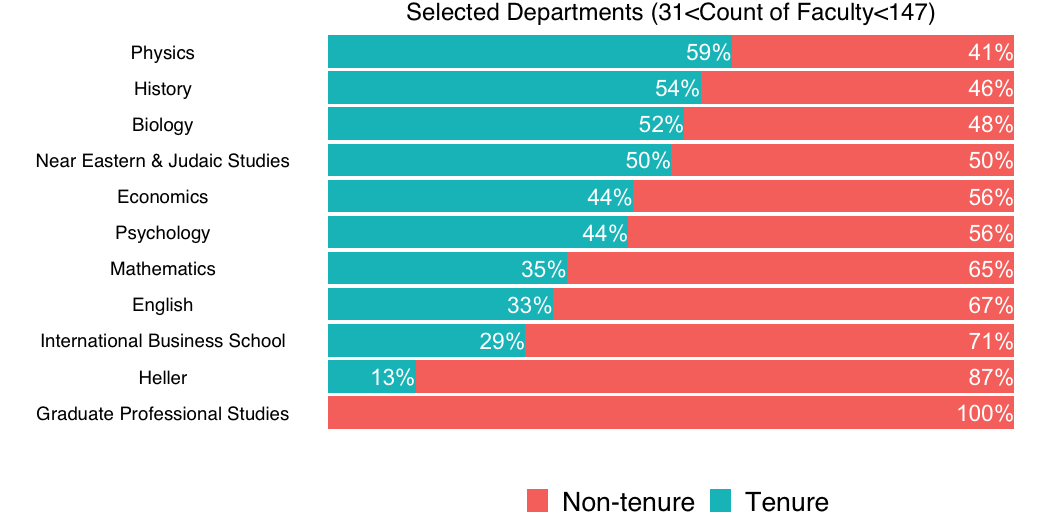 Selected Departments (31<Count of Faculty<147)
Physics 59% 41%
History 54% 46%
Biology 52% 48%
Near Eastern & Judaic Studies 50% 50%
Economics 44% 56%
Psychology 44% 56%
Mathematics 35% 65%
English 33% 67%
International Business School 29% 71%
Heller 13% 87%
Graduate Professional Studies 100%
Non-tenure Tenure